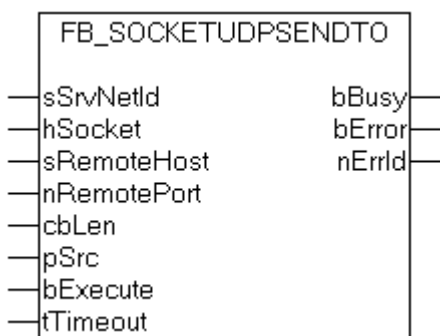 FB_SOCKETUDPSENDTO
sSrvNetId bBusy
hSocket bError
sRemoteHost nErrId
nRemotePort
cbLen
pSrc
bExecute
tTimeout